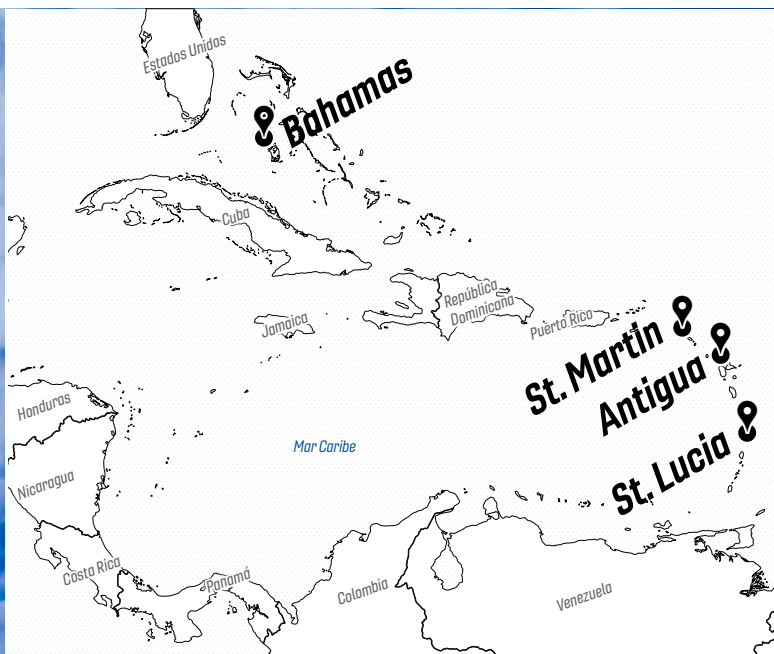 Estados Unidos
Bahamas
Cuba
República
Dominicana
Jamaica
Puerto Rico
St. Martin
Antigua
Honduras
Mar Caribe
St. Lucia
Nicaragua
Costa Rica
Panamá
Colombia
Venezuela